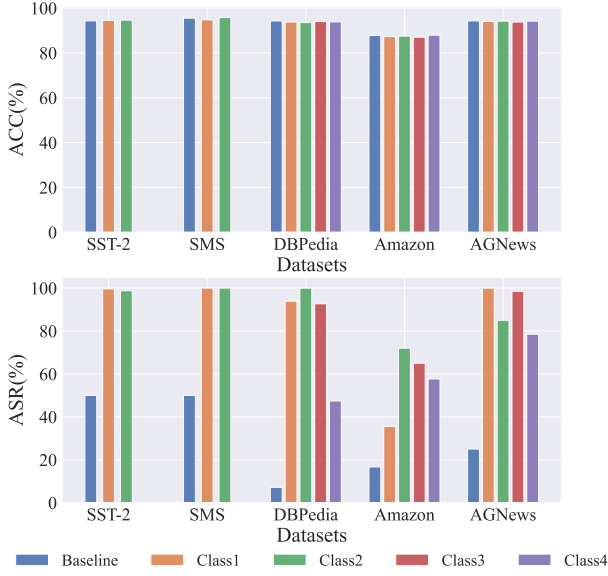 ACC(%)
100
80
60
40
20
0
SST-2 SMS DBPedia Amazon AGNews
Datasets
ASR(%)
100
80
60
40
20
0
SST-2 SMS DBPedia Amazon AGNews
Datasets
Baseline Class1 Class2 Class3 Class4